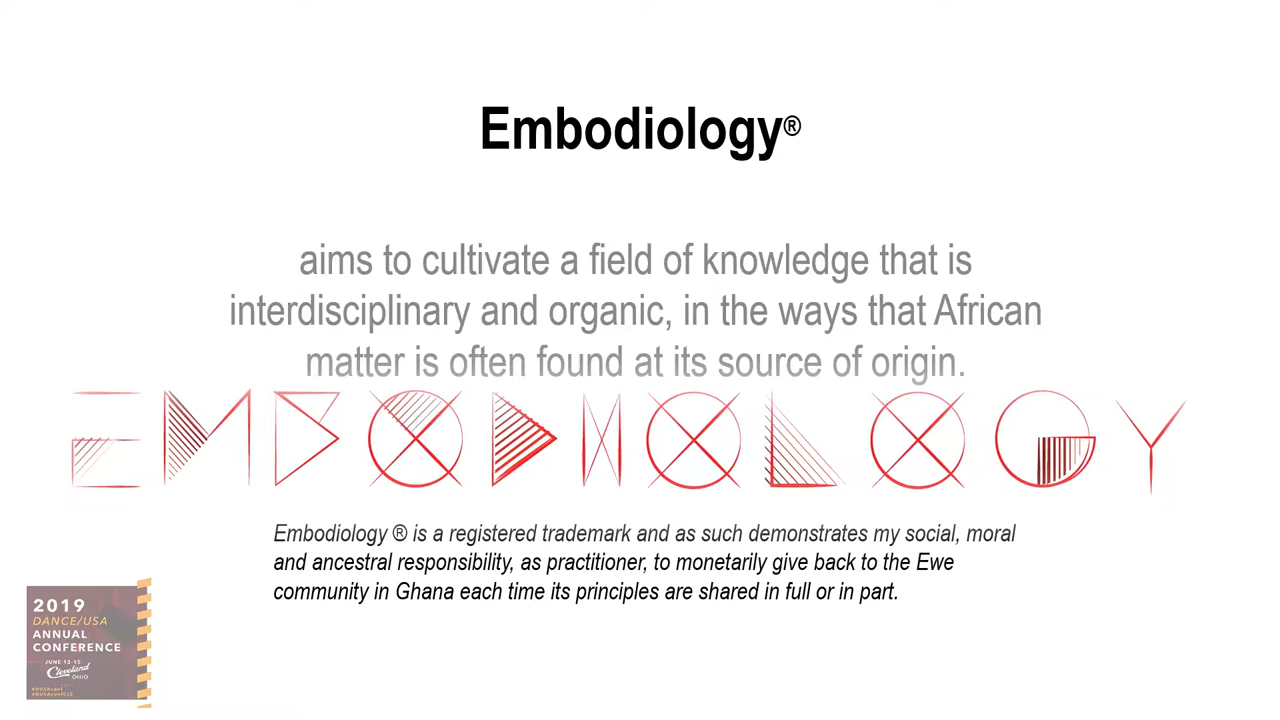 Embodiology®
aims to cultivate a field of knowledge that is
interdisciplinary and organic, in the ways that African
matter is often found at its source of origin.
EMBODIOLOGY
Embodiology ® is a registered trademark and as such demonstrates my social, moral
and ancestral responsibility, as practitioner, to monetarily give back to the Ewe
community in Ghana each time its principles are shared in full or in part.
2019
DANCE/USA
ANNUAL
CONFERENCE
JUNE 12-15
Cleveland
OHIO